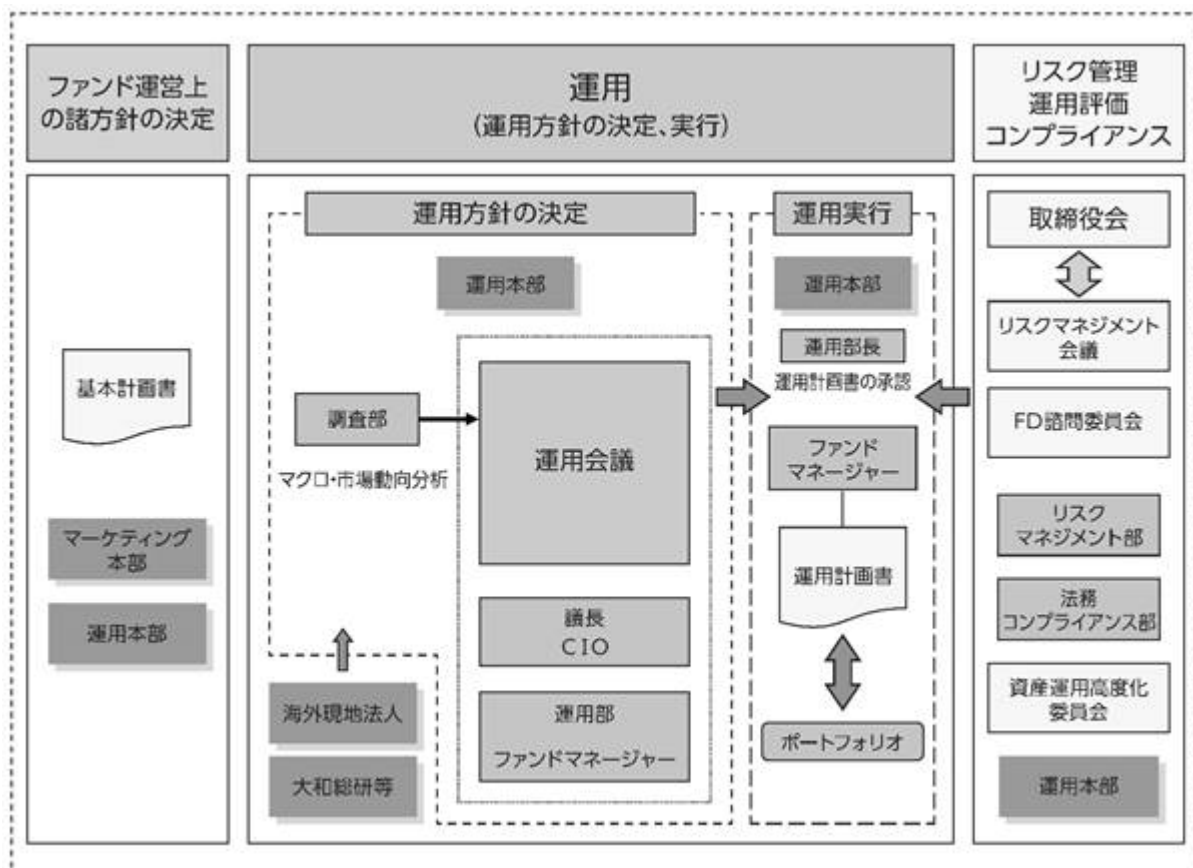 ファンド運営上
の諸方針の決定
運用
(運用方針の決定、実行)
リスク管理
運用評価
コンプライアンス
基本計画書
マーケティング
本部
運用本部
運用方針の決定
運用本部
調査部
マクロ・市場動向分析
運用会議
議長
CIO
運用部
ファンドマネージャー
海外現地法人
大和総研等
運用実行
運用本部
運用部長
運用計画書の承認
ファンド
マネージャー
運用計画書
ポートフォリオ
取締役会
リスクマネジメント
会議
FD諮問委員会
リスク
マネジメント部
法務
コンプライアンス部
資産運用高度化
委員会
運用本部